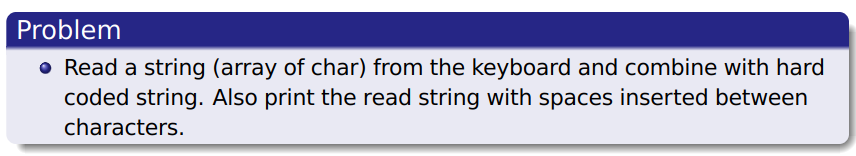 Problem
Read a string (array of char) from the keyboard and combine with hard
coded string. Also print the read string with spaces inserted between
characters.